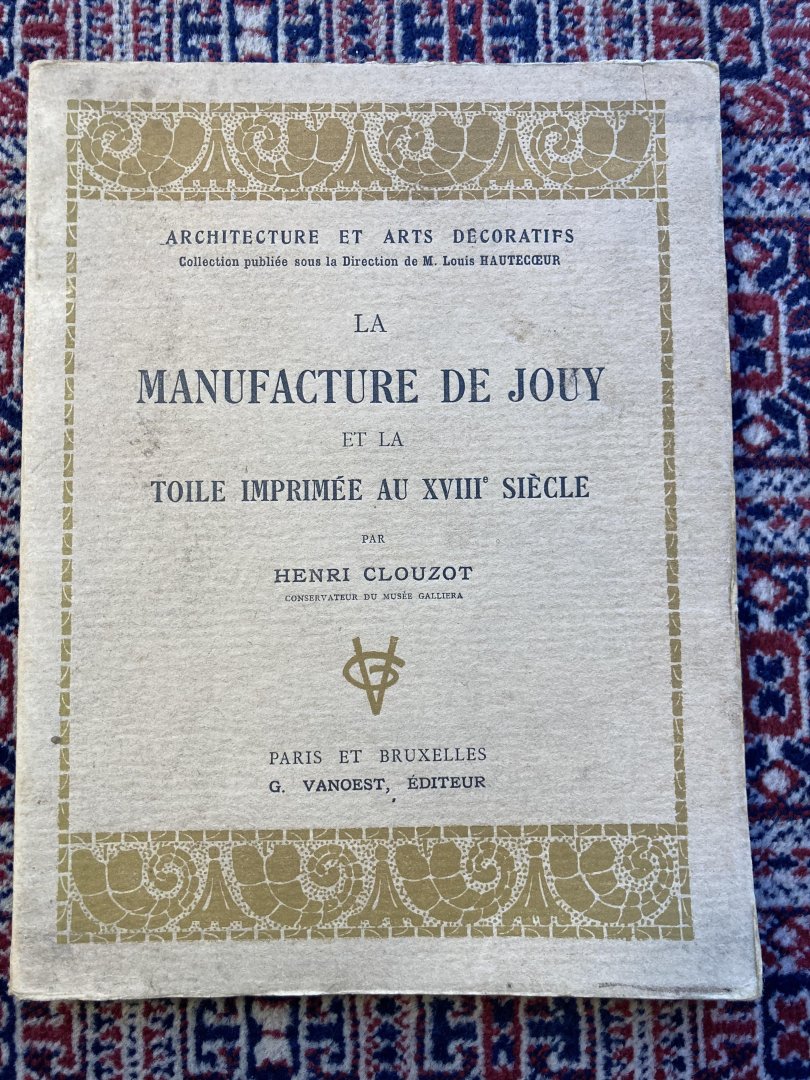 ARCHITECTURE ET ARTS DÉCORATIFS
Collection publiée sous la Direction de M. Louis HAUTECŒUR
LA
MANUFACTURE DE JOUY
ET LA
TOILE IMPRIMÉE AU XVIIIe SIÈCLE
PAR
HENRI CLOUZOT
CONSERVATEUR DU MUSÉE GALLIERA
VG
PARIS ET BRUXELLES
G. VANOEST, ÉDITEUR